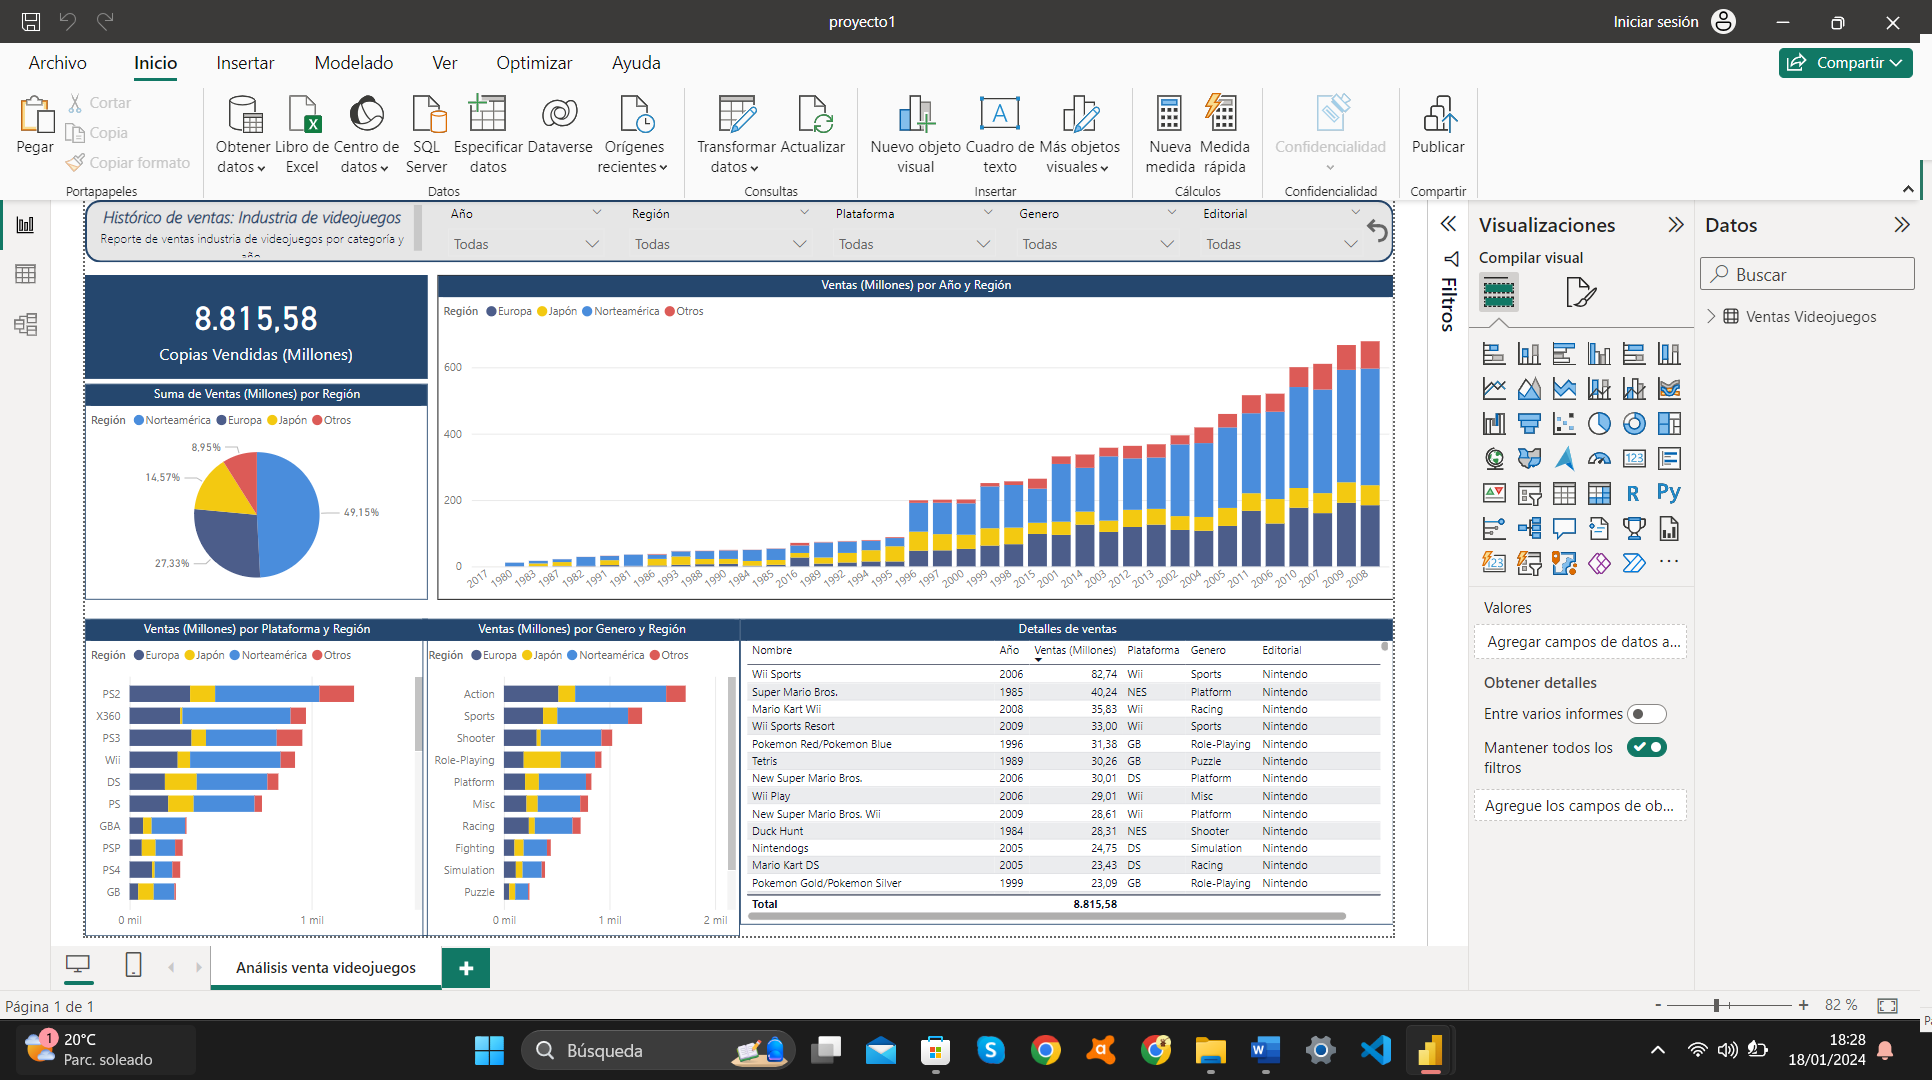 proyecto1
Iniciar sesión
Archivo Inicio Insertar Modelado Ver Optimizar Ayuda
Compartir
Pegar
Cortar
Copia
Copiar formato
Portapapeles
Obtener datos
Libro de Excel
Centro de datos
SQL Server
Especificar datos
Dataverse
Orígenes recientes
Datos
Transformar datos
Actualizar
Consultas
Nuevo objeto visual
Cuadro de texto
Más objetos visuales
Insertar
Nueva medida
Medida rápida
Cálculos
Confidencialidad
Confidencialidad
Publicar
Compartir
Histórico de ventas: Industria de videojuegos
Reporte de ventas industria de videojuegos por categoría y
año
Año
Todas
Región
Todas
Plataforma
Todas
Genero
Todas
Editorial
Todas
8.815,58
Copias Vendidas (Millones)
Suma de Ventas (Millones) por Región
Región Norteamérica Europa Japón Otros
8,95%
14,57%
49,15%
27,33%
Ventas (Millones) por Año y Región
Región Europa Japón Norteamérica Otros
600
400
200
0
2017 1980 1983 1987 1982 1991 1981 1986 1993 1988 1990 1984 1985 2016 1989 1992 1994 1995 1996 1997 2000 1999 1998 2015 2001 2014 2003 2012 2013 2002 2004 2005 2011 2006 2010 2007 2009 2008
Ventas (Millones) por Plataforma y Región
Región Europa Japón Norteamérica Otros
PS2
X360
PS3
Wii
DS
PS
GBA
PSP
PS4
GB
0 mil 1 mil
Ventas (Millones) por Genero y Región
Región Europa Japón Norteamérica Otros
Action
Sports
Shooter
Role-Playing
Platform
Misc
Racing
Fighting
Simulation
Puzzle
0 mil 1 mil 2 mil
Detalles de ventas
Nombre Año Ventas (Millones) Plataforma Genero Editorial
Wii Sports 2006 82,74 Wii Sports Nintendo
Super Mario Bros. 1985 40,24 NES Platform Nintendo
Mario Kart Wii 2008 35,83 Wii Racing Nintendo
Wii Sports Resort 2009 33,00 Wii Sports Nintendo
Pokemon Red/Pokemon Blue 1996 31,38 GB Role-Playing Nintendo
Tetris 1989 30,26 GB Puzzle Nintendo
New Super Mario Bros. 2006 30,01 DS Platform Nintendo
Wii Play 2006 29,01 Wii Misc Nintendo
New Super Mario Bros. Wii 2009 28,61 Wii Platform Nintendo
Duck Hunt 1984 28,31 NES Shooter Nintendo
Nintendogs 2005 24,75 DS Simulation Nintendo
Mario Kart DS 2005 23,43 DS Racing Nintendo
Pokemon Gold/Pokemon Silver 1999 23,09 GB Role-Playing Nintendo
Total 8.815,58
Filtros
Visualizaciones
Compilar visual
123
R
Py
123
Valores
Agregar campos de datos a...
Obtener detalles
Entre varios informes
Mantener todos los
filtros
Agregue los campos de ob...
Datos
Buscar
Ventas Videojuegos
Análisis venta videojuegos
Página 1 de 1
- + 82 %
1
20°C
Parc. soleado
Búsqueda
18:28
18/01/2024